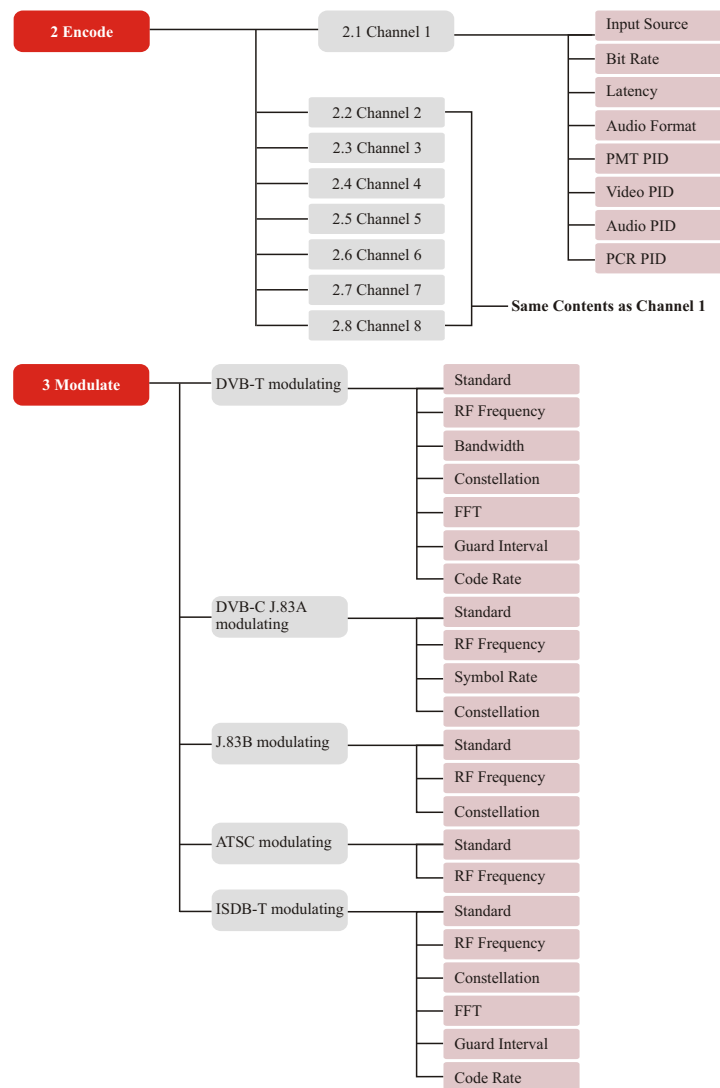 2 Encode
2.1 Channel 1
Input Source
Bit Rate
Latency
Audio Format
PMT PID
Video PID
Audio PID
PCR PID
2.2 Channel 2
2.3 Channel 3
2.4 Channel 4
2.5 Channel 5
2.6 Channel 6
2.7 Channel 7
2.8 Channel 8
Same Contents as Channel 1
3 Modulate
DVB-T modulating
Standard
RF Frequency
Bandwidth
Constellation
FFT
Guard Interval
Code Rate
DVB-C J.83A
modulating
Standard
RF Frequency
Symbol Rate
Constellation
J.83B modulating
Standard
RF Frequency
Constellation
ATSC modulating
Standard
RF Frequency
ISDB-T modulating
Standard
RF Frequency
Constellation
FFT
Guard Interval
Code Rate